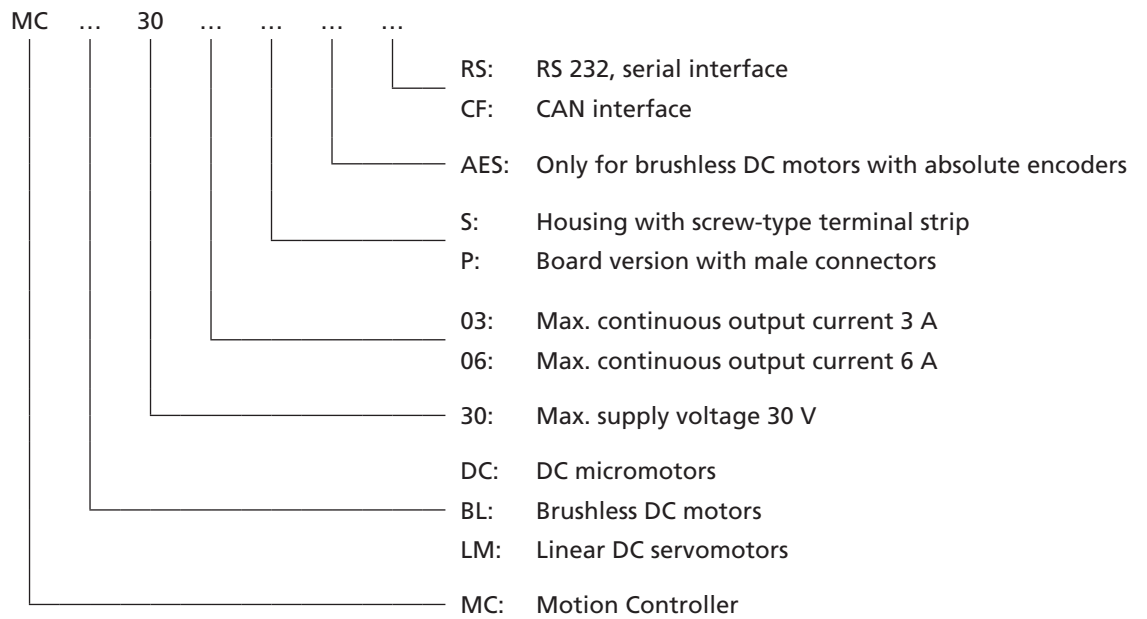 MC … 30 … … … …
RS: RS 232, serial interface
CF: CAN interface
AES: Only for brushless DC motors with absolute encoders
S: Housing with screw-type terminal strip
P: Board version with male connectors
03: Max. continuous output current 3 A
06: Max. continuous output current 6 A
30: Max. supply voltage 30 V
DC: DC micromotors
BL: Brushless DC motors
LM: Linear DC servomotors
MC: Motion Controller